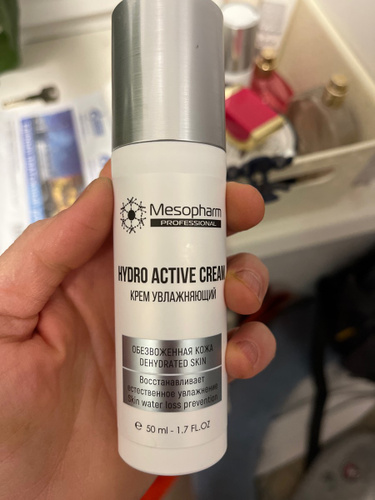 Mesopharm
PROFESSIONAL
HYDRO ACTIVE CREAM
КРЕМ УВЛАЖНЯЮЩИЙ
ОБЕЗВОЖЕННАЯ КОЖА
DEHYDRATED SKIN
Восстанавливает
естественное увлажнение
Skin water loss prevention
e 50 ml - 1.7 FL.OZ